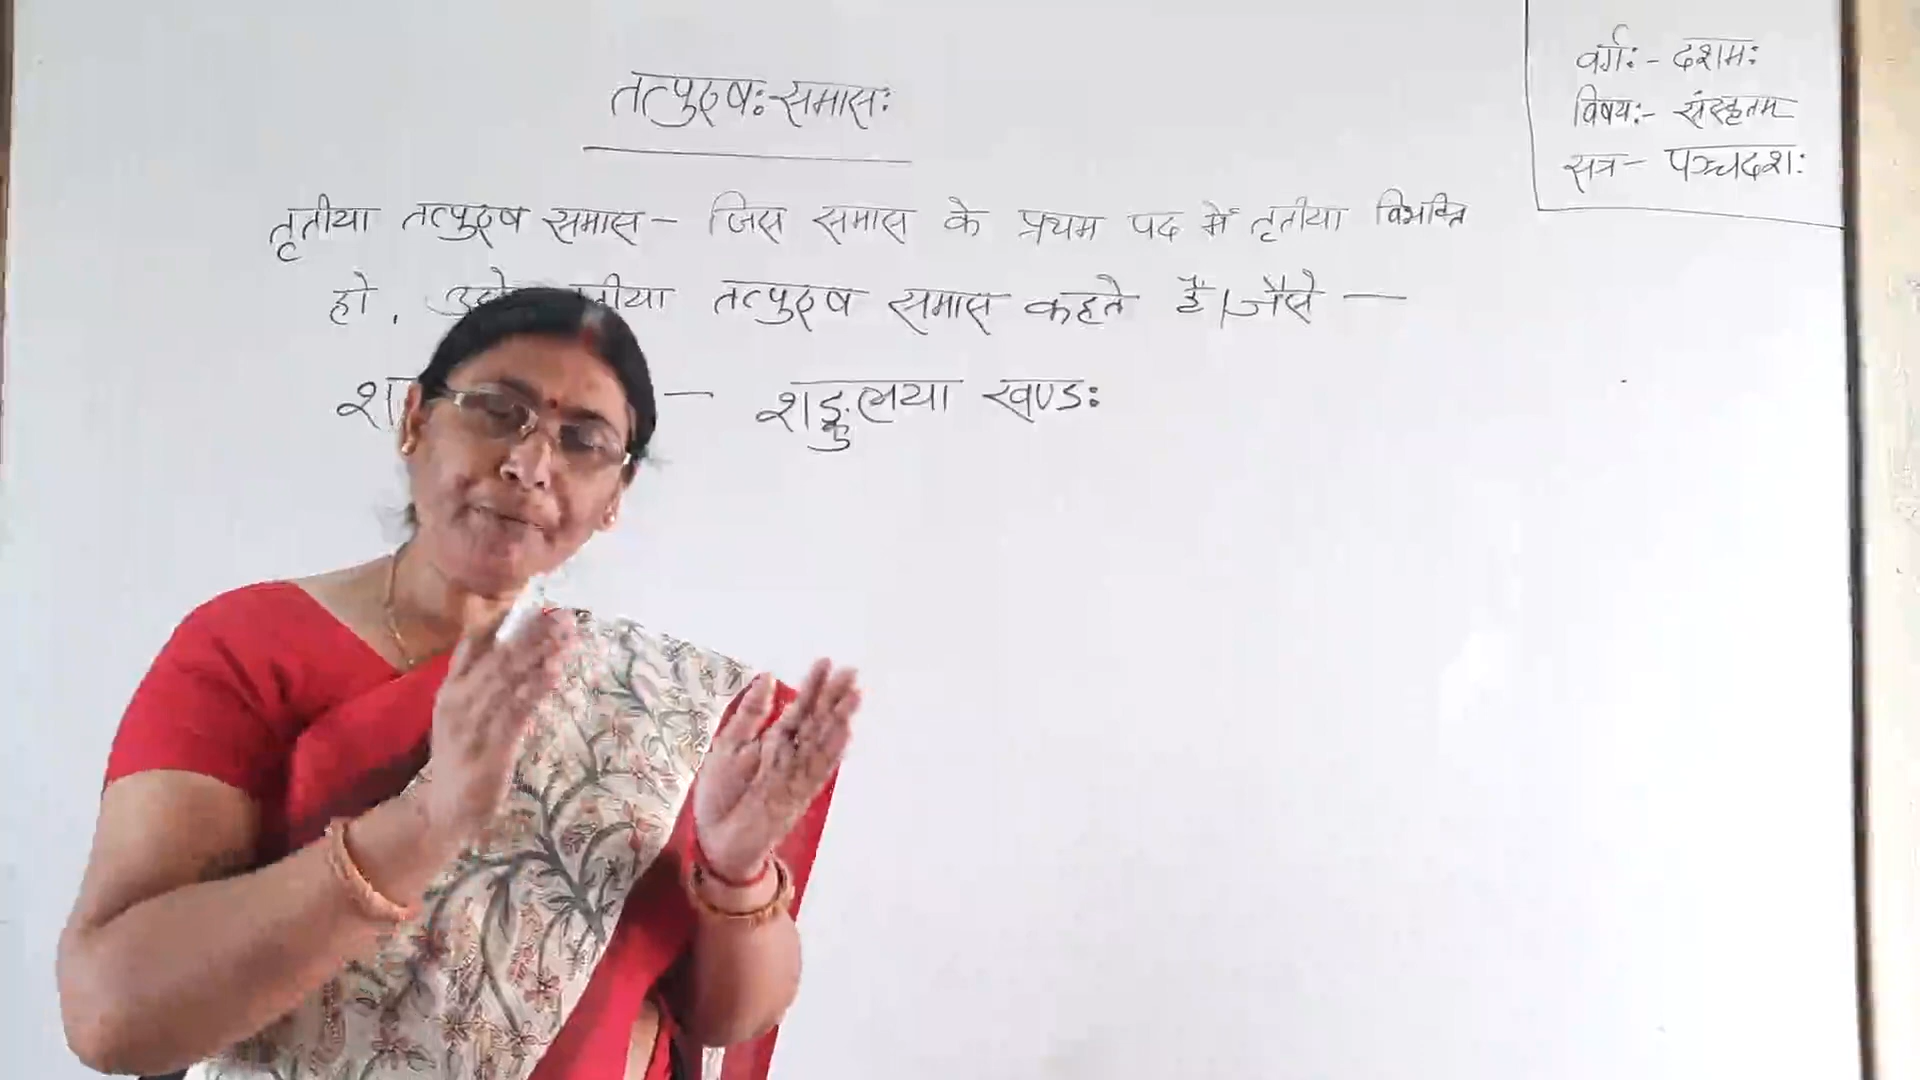 तत्पुरुषः-समासः
वर्गः- दशमः
विषयः- संस्कृतम
सत्र- पञ्चदशः
तृतीया तत्पुरुष समास- जिस समास के प्रथम पद में तृतीया विभक्ति
हो, तत्पुरुष समास कहते हैं। जैसे —
— शङ्कुलया खण्डः